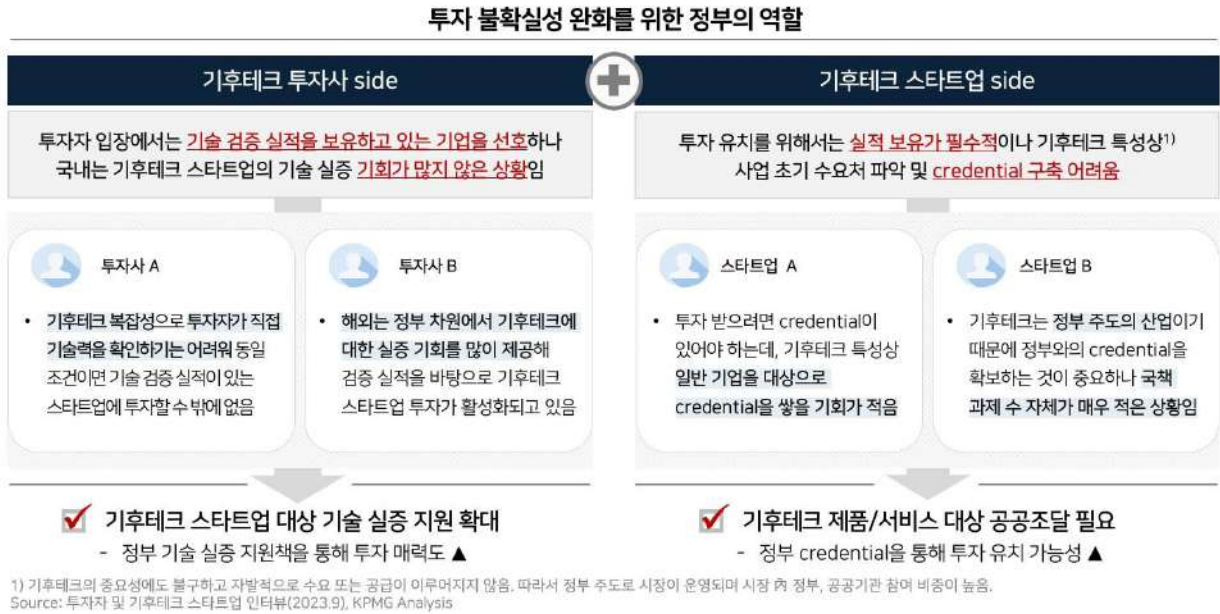 투자 불확실성 완화를 위한 정부의 역할
기후테크 투자사 side
투자자 입장에서는 기술 검증 실적을 보유하고 있는 기업을 선호하나
국내는 기후테크 스타트업의 기술 실증 기회가 많지 않은 상황임
투자사 A
• 기후테크 복잡성으로 투자자가 직접
기술력을 확인하기는 어려워 동일
조건이면 기술 검증 실적이 있는
스타트업에 투자할 수 밖에 없음
투자사 B
• 해외는 정부 차원에서 기후테크에
대한 실증 기회를 많이 제공해
검증 실적을 바탕으로 기후테크
스타트업 투자가 활성화되고 있음
기후테크 스타트업 대상 기술 실증 지원 확대
- 정부 기술 실증 지원책을 통해 투자 매력도 ▲
기후테크 스타트업 side
투자 유치를 위해서는 실적 보유가 필수적이나 기후테크 특성상1)
사업 초기 수요처 파악 및 credential 구축 어려움
스타트업 A
• 투자 받으려면 credential이
있어야 하는데, 기후테크 특성상
일반 기업을 대상으로
credential을 쌓을 기회가 적음
스타트업 B
• 기후테크는 정부 주도의 산업이기
때문에 정부와의 credential을
확보하는 것이 중요하나 국책
과제 수 자체가 매우 적은 상황임
기후테크 제품/서비스 대상 공공조달 필요
- 정부 credential을 통해 투자 유치 가능성 ▲
1) 기후테크의 중요성에도 불구하고 자발적으로 수요 또는 공급이 이루어지지 않음. 따라서 정부 주도로 시장이 운영되며 시장 內 정부, 공공기관 참여 비중이 높음.
Source: 투자자 및 기후테크 스타트업 인터뷰(2023.9), KPMG Analysis